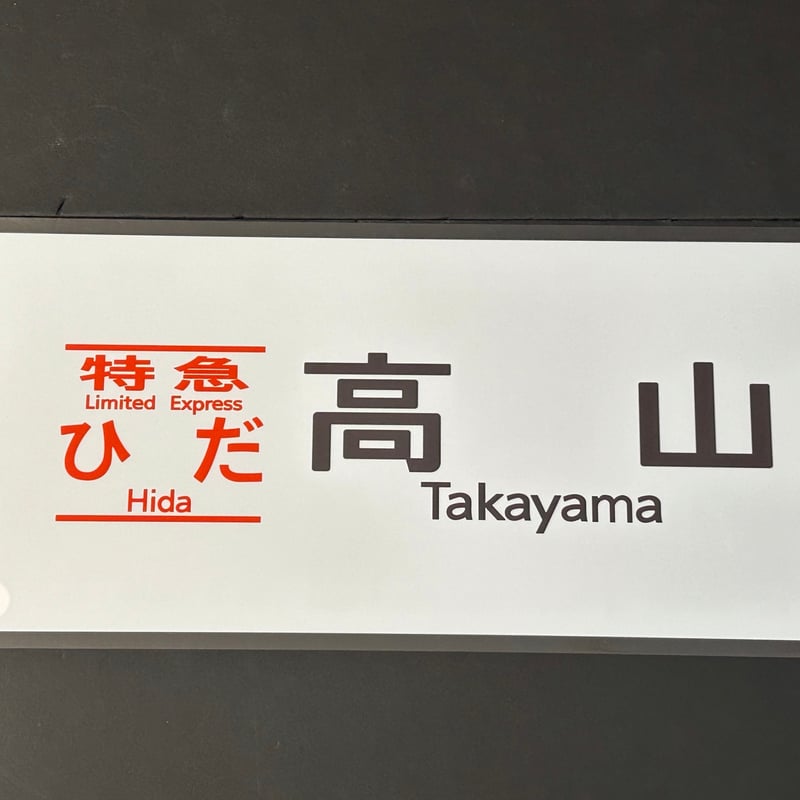 特急
Limited Express
ひだ
Hida
高山
Takayama